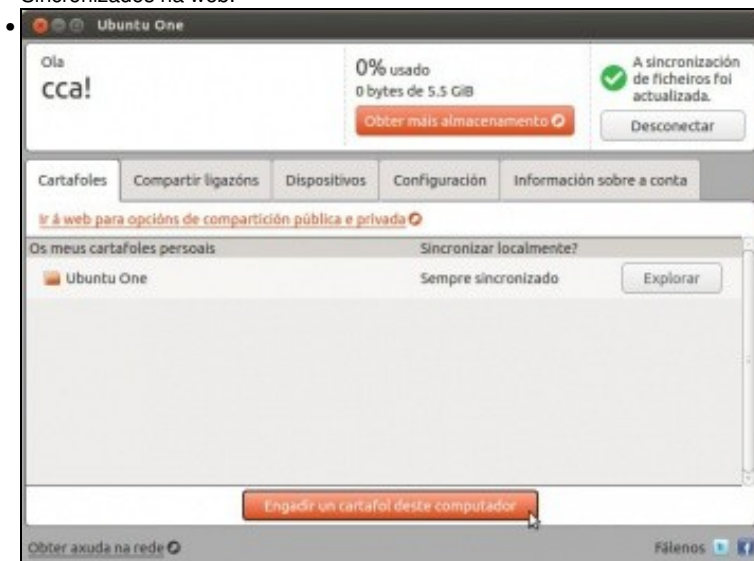 Sincronizados na web.
Ubuntu One
Ola
cca!
0% usado
0 bytes de 5.5 GiB
Obter máis almacenamento
A sincronización
de ficheiros foi
actualizada.
Desconectar
Cartafoles Compartir ligazóns Dispositivos Configuración Información sobre a conta
Ir á web para opcións de compartición pública e privada
Os meus cartafoles persoais Sincronizar localmente?
Ubuntu One Sempre sincronizado Explorar
Engadir un cartafol deste computador
Obter axuda na rede Fálenos